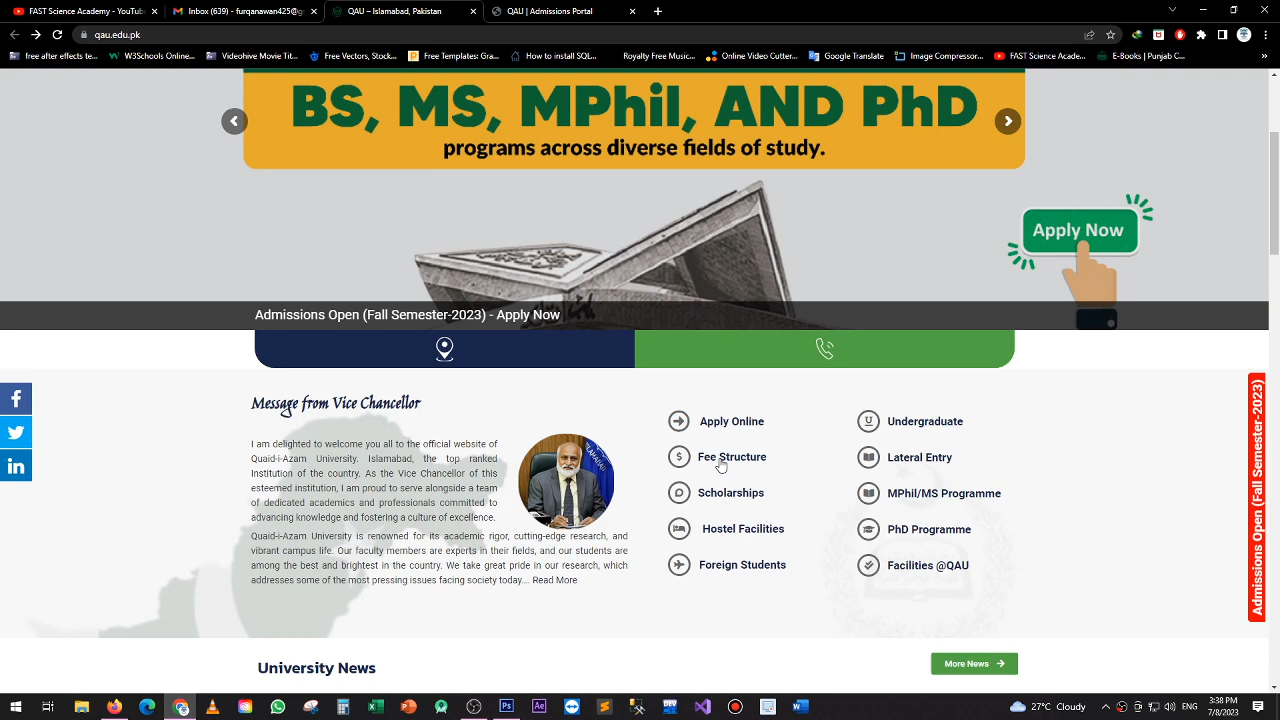 FAST Science Academy - YouTub
Inbox (639) - furqanwan425@g
QAU – Islamabad, Pakistan
QAU | Admissions Portal
qau.edu.pk
free after effects te...
W3Schools Online...
Videohive Movie Titl...
Free Vectors, Stock...
Free Templates: Gra...
How to install SQL...
Royalty Free Music...
Online Video Cutter...
Google Translate
Image Compressor...
FAST Science Acade...
E-Books | Punjab C...
BS, MS, MPhil, AND PhD
programs across diverse fields of study.
Apply Now
Admissions Open (Fall Semester-2023) - Apply Now
Message from Vice Chancellor
I am delighted to welcome you all to the official website of
Quaid-i-Azam University. Islamabad, the top ranked
Institution of the country. As the Vice Chancellor of this
esteemed institution, I am proud to serve alongside a team
of dedicated academics and professionals committed to
advancing knowledge and fostering a culture of excellence.
Quaid-i-Azam University is renowned for its academic rigor, cutting-edge research, and
vibrant campus life. Our faculty members are experts in their fields, and our students are
among the best and brightest in the country. We take great pride in our research, which
addresses some of the most pressing issues facing society today.... Read More
ISLAMABAD
Apply Online
Fee Structure
Scholarships
Hostel Facilities
Foreign Students
Undergraduate
Lateral Entry
MPhil/MS Programme
PhD Programme
Facilities @QAU
Admissions Open (Fall Semester-2023)
University News
More News
27°C Cloudy
3:38 PM
7/8/2023